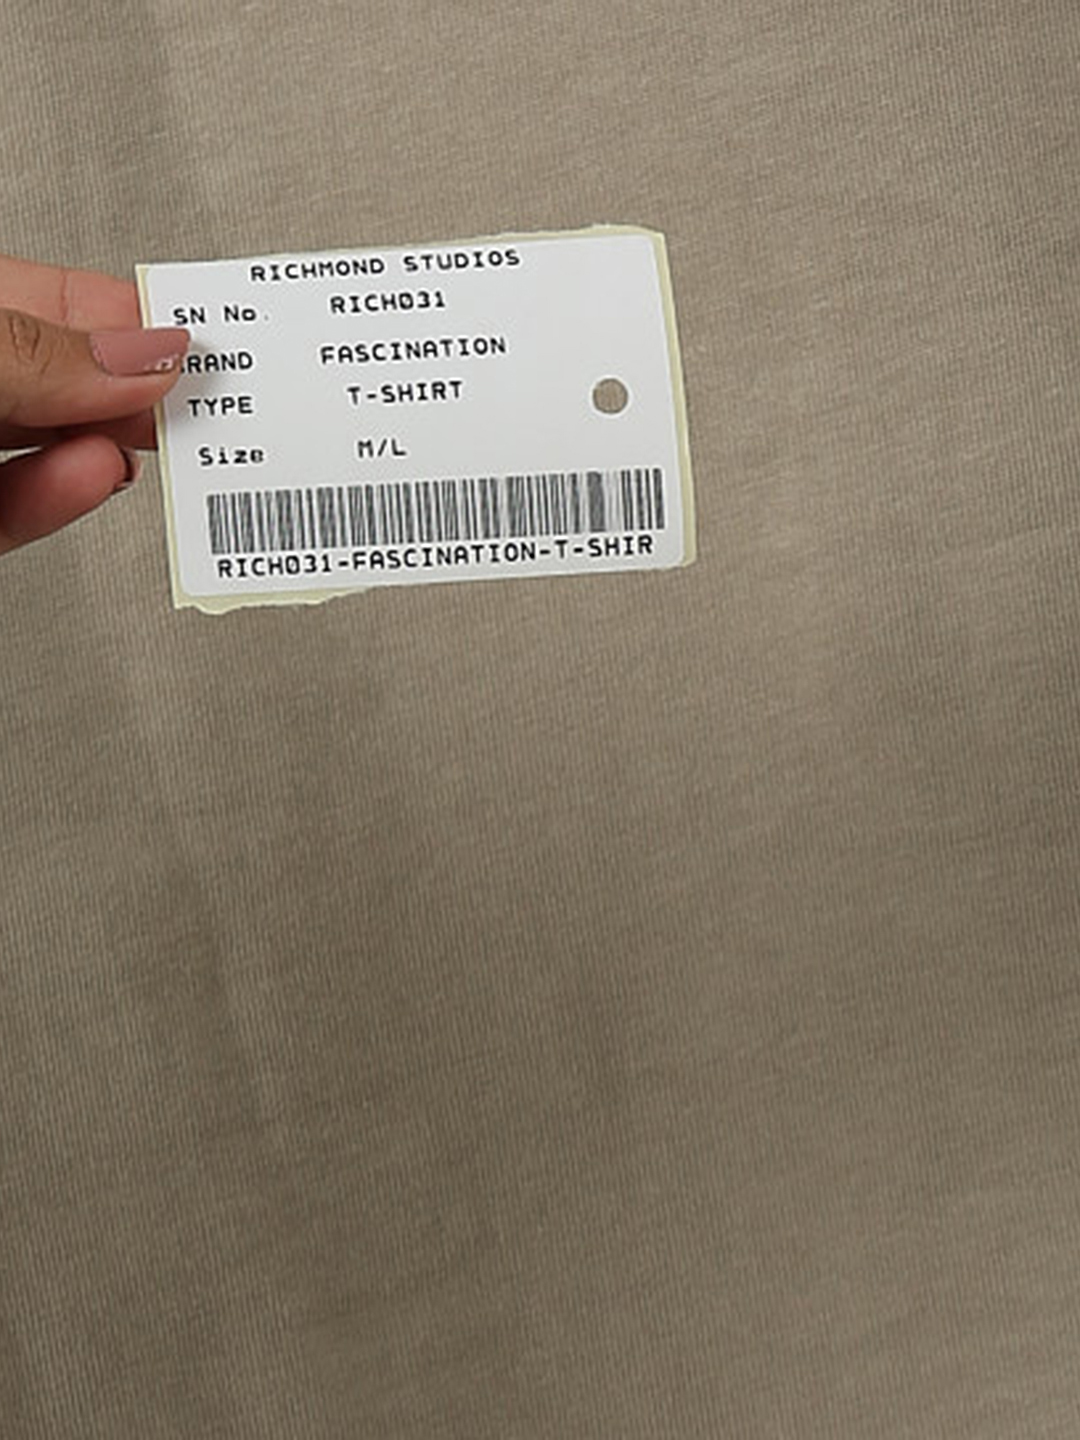 RICHMOND STUDIOS
SN No. RICH031
RAND FASCINATION
TYPE T-SHIRT
Size M/L
RICH031-FASCINATION-T-SHIR